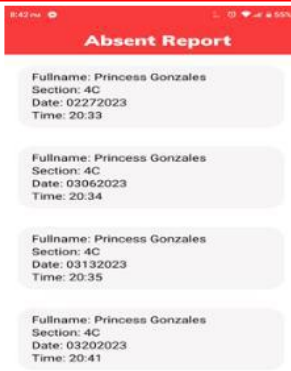 8:42 PM
55%
Absent Report
Fullname: Princess Gonzales
Section: 4C
Date: 02272023
Time: 20:33
Fullname: Princess Gonzales
Section: 4C
Date: 03062023
Time: 20:34
Fullname: Princess Gonzales
Section: 4C
Date: 03132023
Time: 20:35
Fullname: Princess Gonzales
Section: 4C
Date: 03202023
Time: 20:41